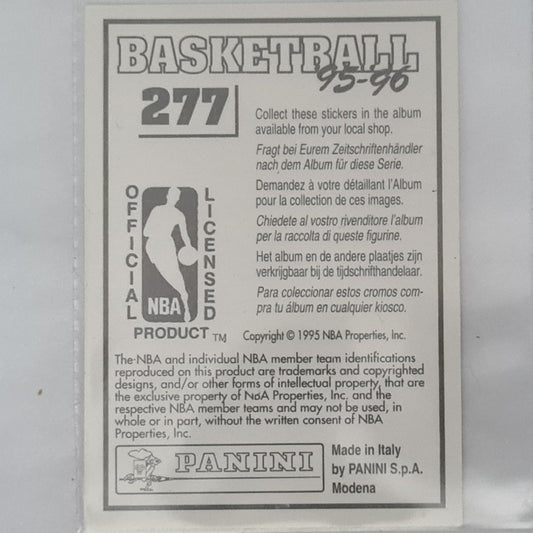 BASKETBALL
'95-96
277
Collect these stickers in the album
available from your local shop.
Fragt bei Eurem Zeitschriftenhändler
nach dem Album für diese Serie.
Demandez à votre détaillant l'Album
pour la collection de ces images.
Chiedete al vostro rivenditore l'album
per la raccolta di queste figurine.
Het album en de andere plaatjes zijn
verkrijgbaar bij de tijdschrifthandelaar.
Para coleccionar estos cromos com-
pra tu álbum en cualquier kiosco.
OFFICIAL
LICENSED
NBA
PRODUCT TM
Copyright © 1995 NBA Properties, Inc.
The NBA and individual NBA member team identifications
reproduced on this product are trademarks and copyrighted
designs, and/or other forms of intellectual property, that are
the exclusive property of NdA Properties, Inc. and the
respective NBA member teams and may not be used, in
whole or in part, without the written consent of NBA
Properties, Inc.
PANINI
Made in Italy
by PANINI S.p.A.
Modena